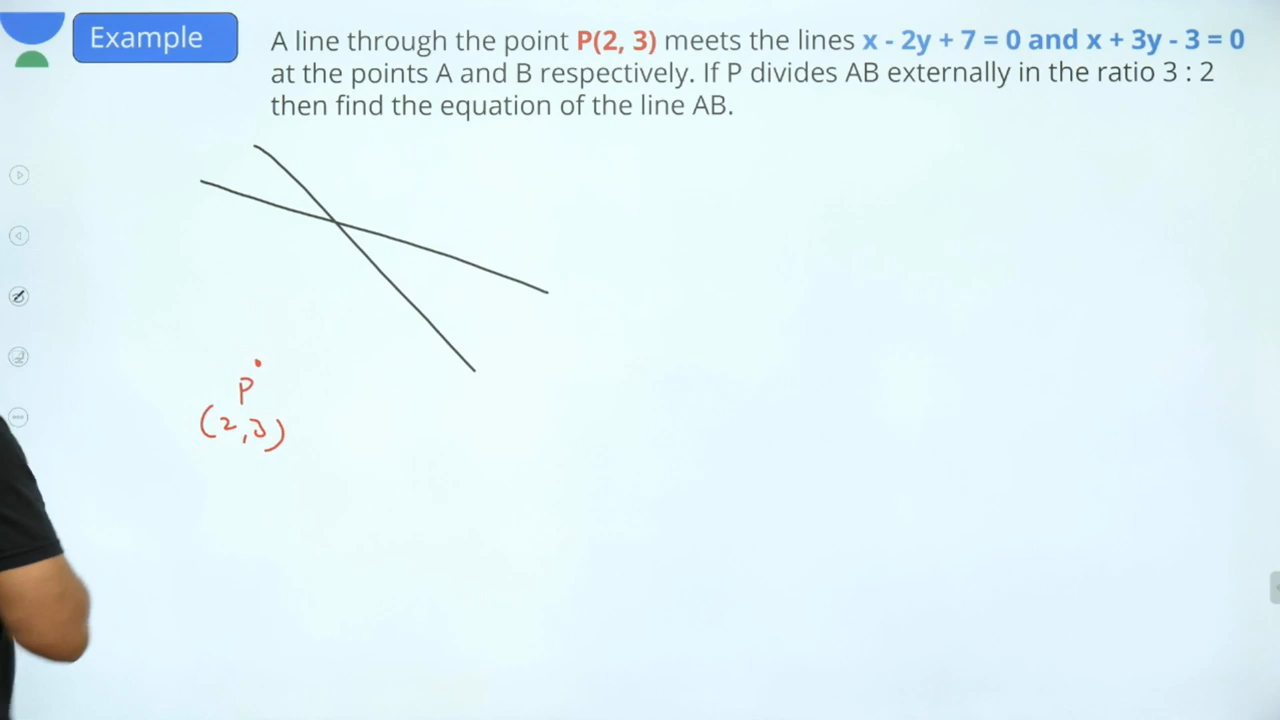 Example
A line through the point P(2, 3) meets the lines x - 2y + 7 = 0 and x + 3y - 3 = 0
at the points A and B respectively. If P divides AB externally in the ratio 3 : 2
then find the equation of the line AB.
P
(2,3)